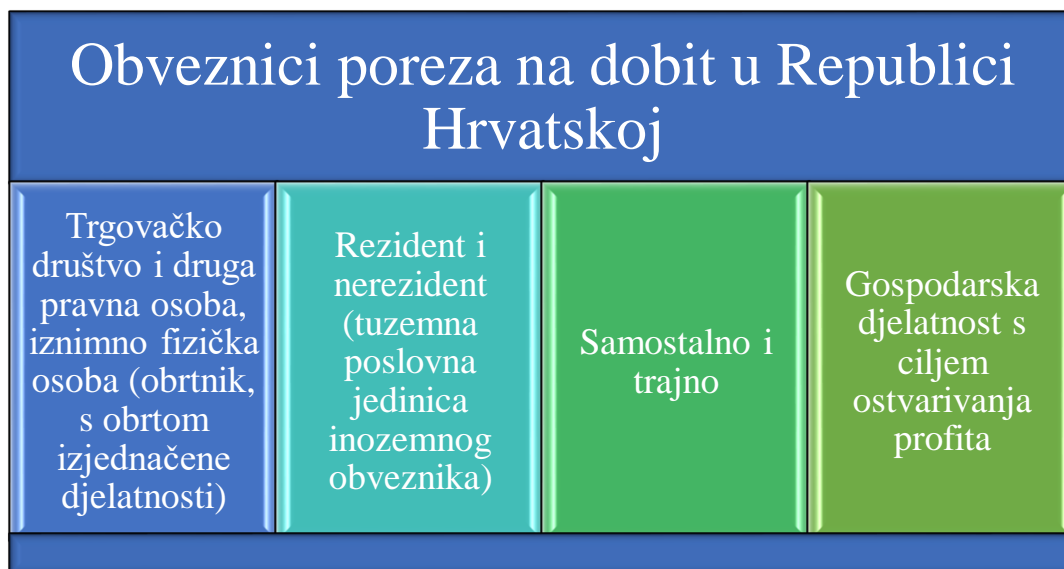 Obveznici poreza na dobit u Republici
Hrvatskoj
Trgovačko
društvo i druga
pravna osoba,
iznimno fizička
osoba (obrtnik,
s obrtom
izjednačene
djelatnosti)
Rezident i
nerezident
(tuzemna
poslovna
jedinica
inozemnog
obveznika)
Samostalno i
trajno
Gospodarska
djelatnost s
ciljem
ostvarivanja
profita